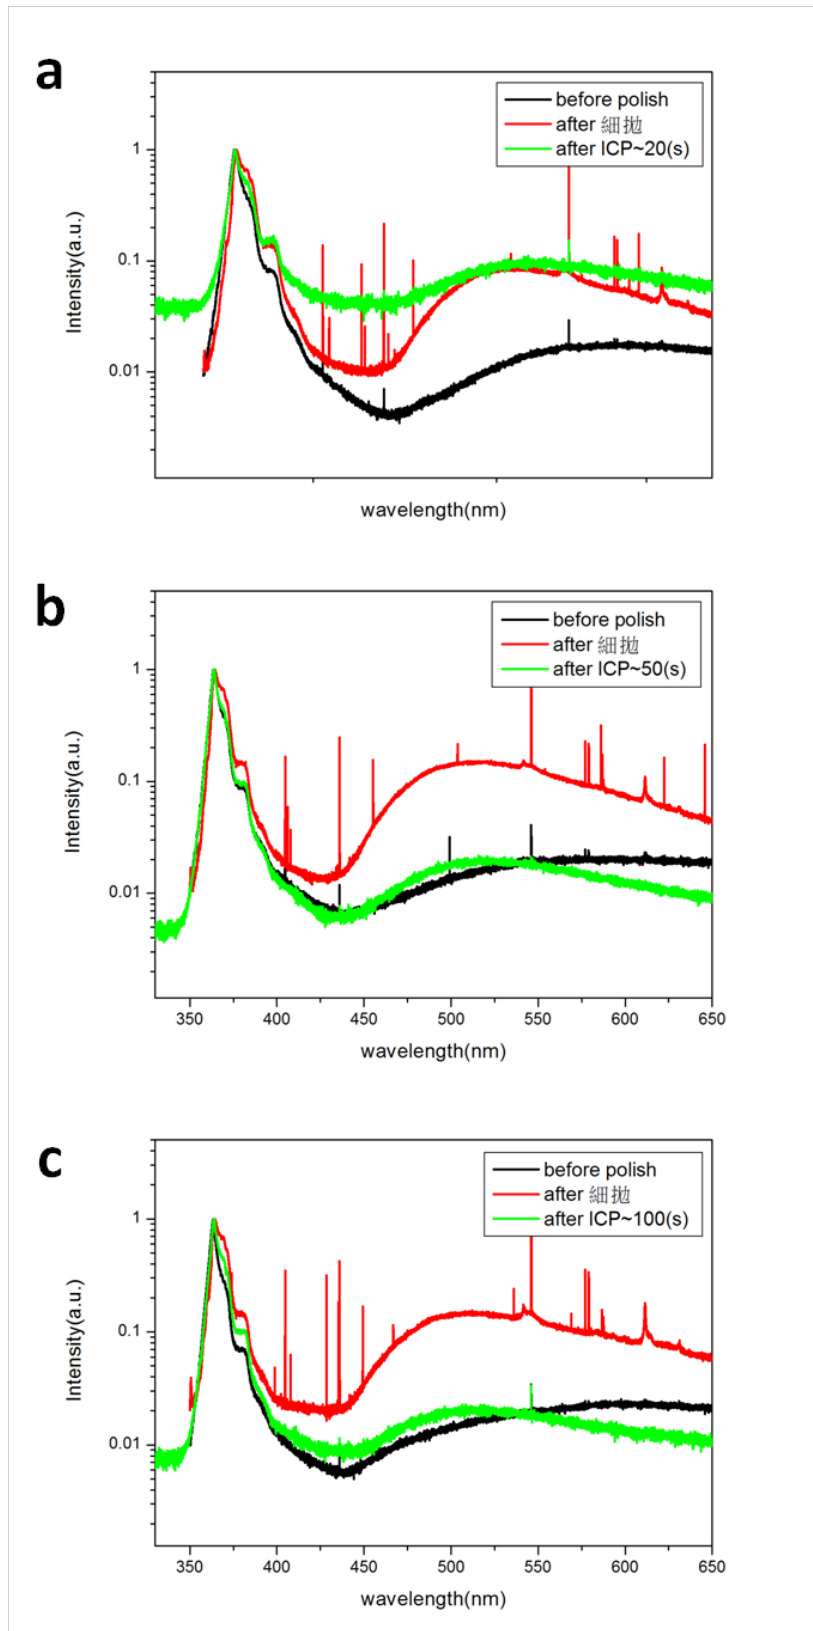 a
before polish
after 細拋
after ICP~20(s)
1
0.1
0.01
Intensity(a.u.)
wavelength(nm)
b
before polish
after 細拋
after ICP~50(s)
1
0.1
0.01
Intensity(a.u.)
350 400 450 500 550 600 650
wavelength(nm)
c
before polish
after 細拋
after ICP~100(s)
1
0.1
0.01
Intensity(a.u.)
350 400 450 500 550 600 650
wavelength(nm)